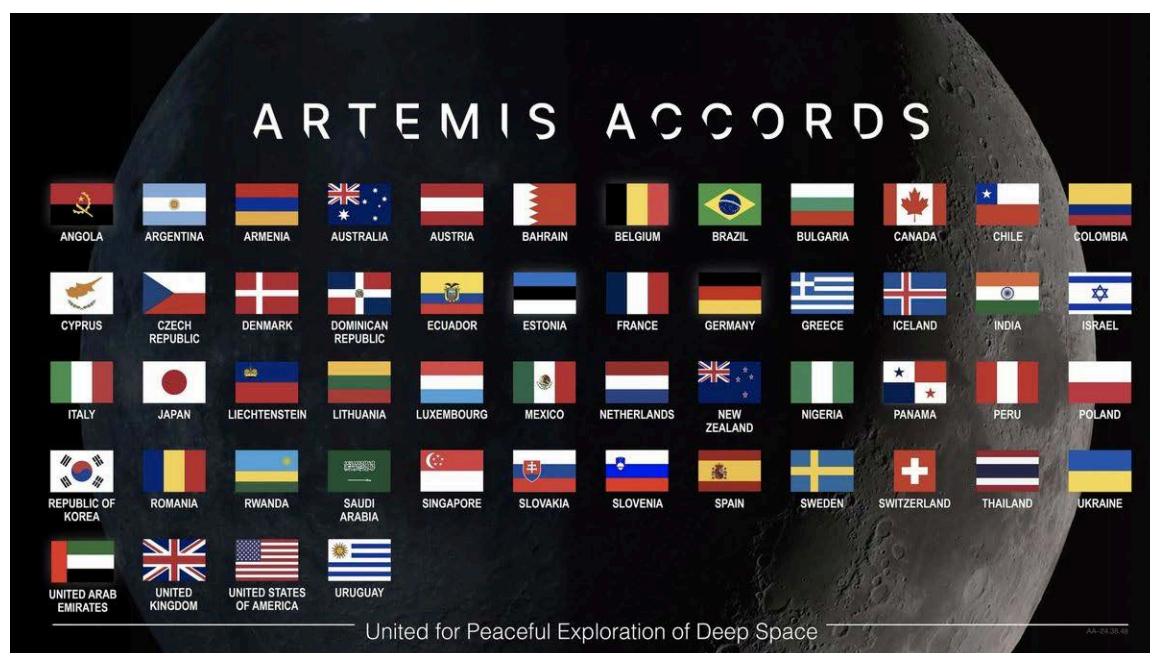 ARTEMIS ACCORDS
ANGOLA ARGENTINA ARMENIA AUSTRALIA AUSTRIA BAHRAIN BELGIUM BRAZIL BULGARIA CANADA CHILE COLOMBIA
CYPRUS CZECH REPUBLIC DENMARK DOMINICAN REPUBLIC ECUADOR ESTONIA FRANCE GERMANY GREECE ICELAND INDIA ISRAEL
ITALY JAPAN LIECHTENSTEIN LITHUANIA LUXEMBOURG MEXICO NETHERLANDS NEW ZEALAND NIGERIA PANAMA PERU POLAND
REPUBLIC OF KOREA ROMANIA RWANDA SAUDI ARABIA SINGAPORE SLOVAKIA SLOVENIA SPAIN SWEDEN SWITZERLAND THAILAND UKRAINE
UNITED ARAB EMIRATES UNITED KINGDOM UNITED STATES OF AMERICA URUGUAY
United for Peaceful Exploration of Deep Space